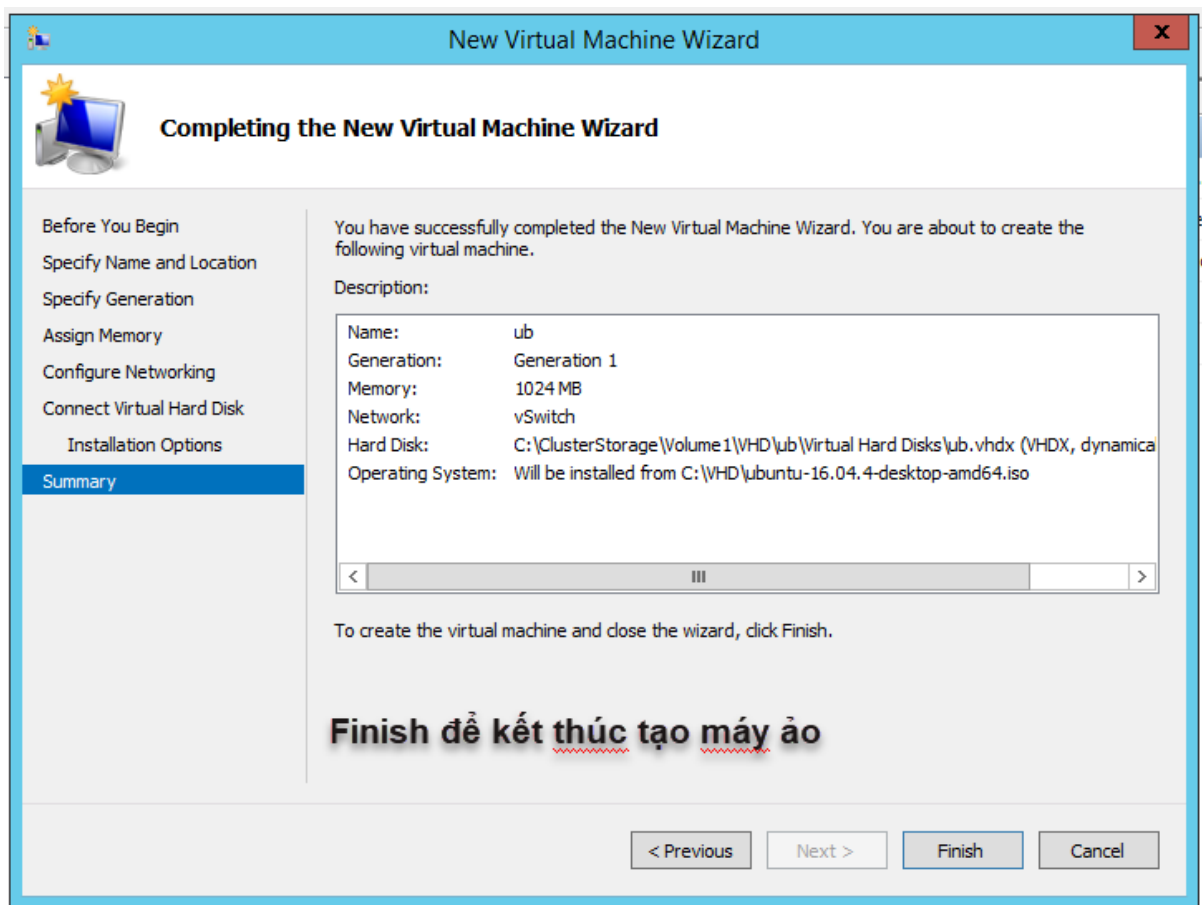 New Virtual Machine Wizard
x
Completing the New Virtual Machine Wizard
Before You Begin
Specify Name and Location
Specify Generation
Assign Memory
Configure Networking
Connect Virtual Hard Disk
Installation Options
Summary
You have successfully completed the New Virtual Machine Wizard. You are about to create the
following virtual machine.
Description:
Name: ub
Generation: Generation 1
Memory: 1024 MB
Network: vSwitch
Hard Disk: C:\ClusterStorage\Volume1\VHD\ub\Virtual Hard Disks\ub.vhdx (VHDX, dynamical
Operating System: Will be installed from C:\VHD\ubuntu-16.04.4-desktop-amd64.iso
To create the virtual machine and close the wizard, click Finish.
Finish để kết thúc tạo máy ảo
< Previous Next > Finish Cancel